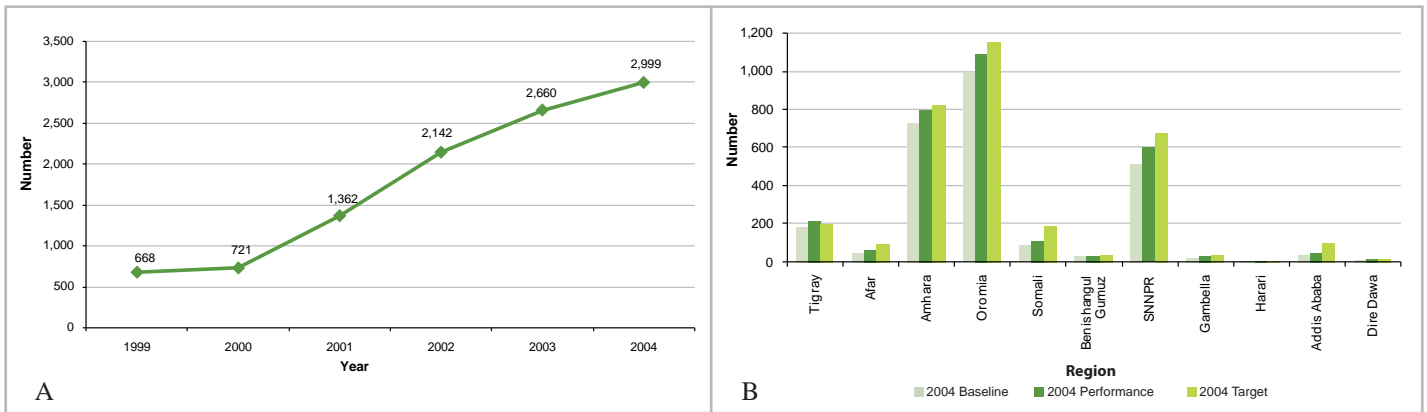 3,500
3,000
2,500
2,000
1,500
1,000
500
0
Number
668
721
1,362
2,142
2,660
2,999
1999 2000 2001 2002 2003 2004
Year
A
1,200
1,000
800
600
400
200
0
Number
Tigray
Afar
Amhara
Oromia
Somali
Benishangul
Gumuz
SNNPR
Gambella
Harari
Addis Ababa
Dire Dawa
Region
2004 Baseline 2004 Performance 2004 Target
B